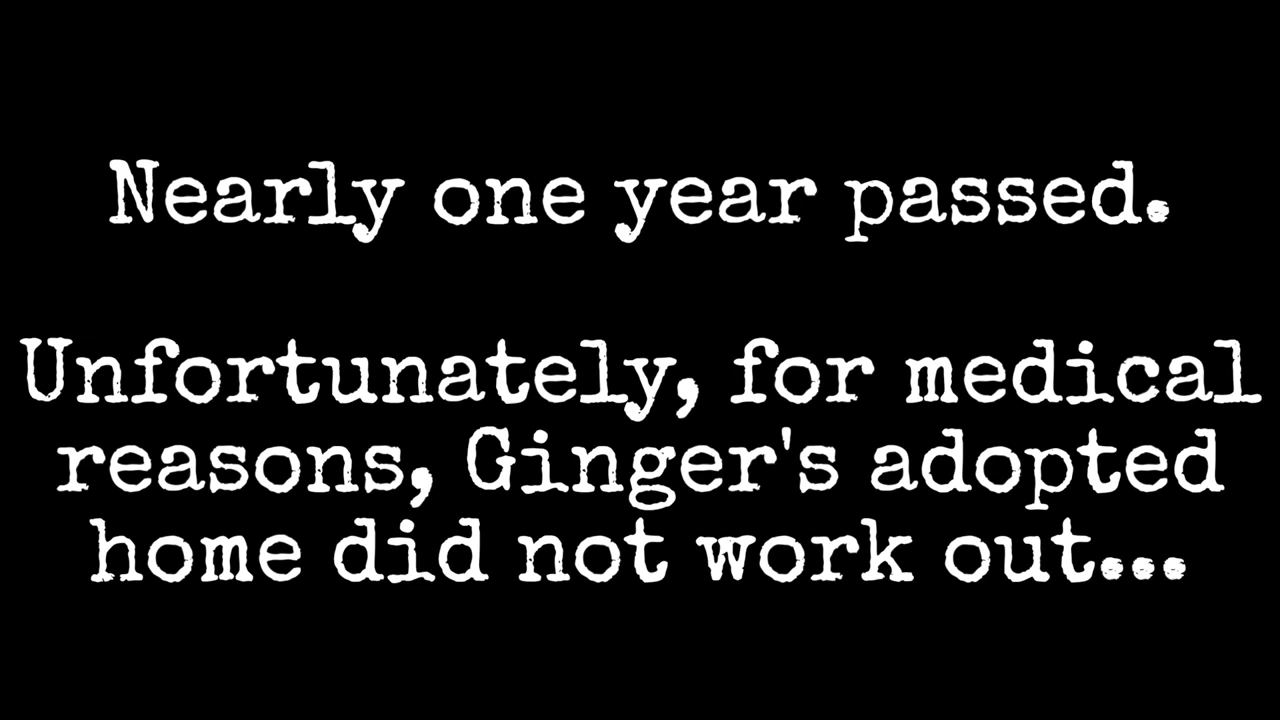 Nearly one year passed.
Unfortunately, for medical
reasons, Ginger's adopted
home did not work out...